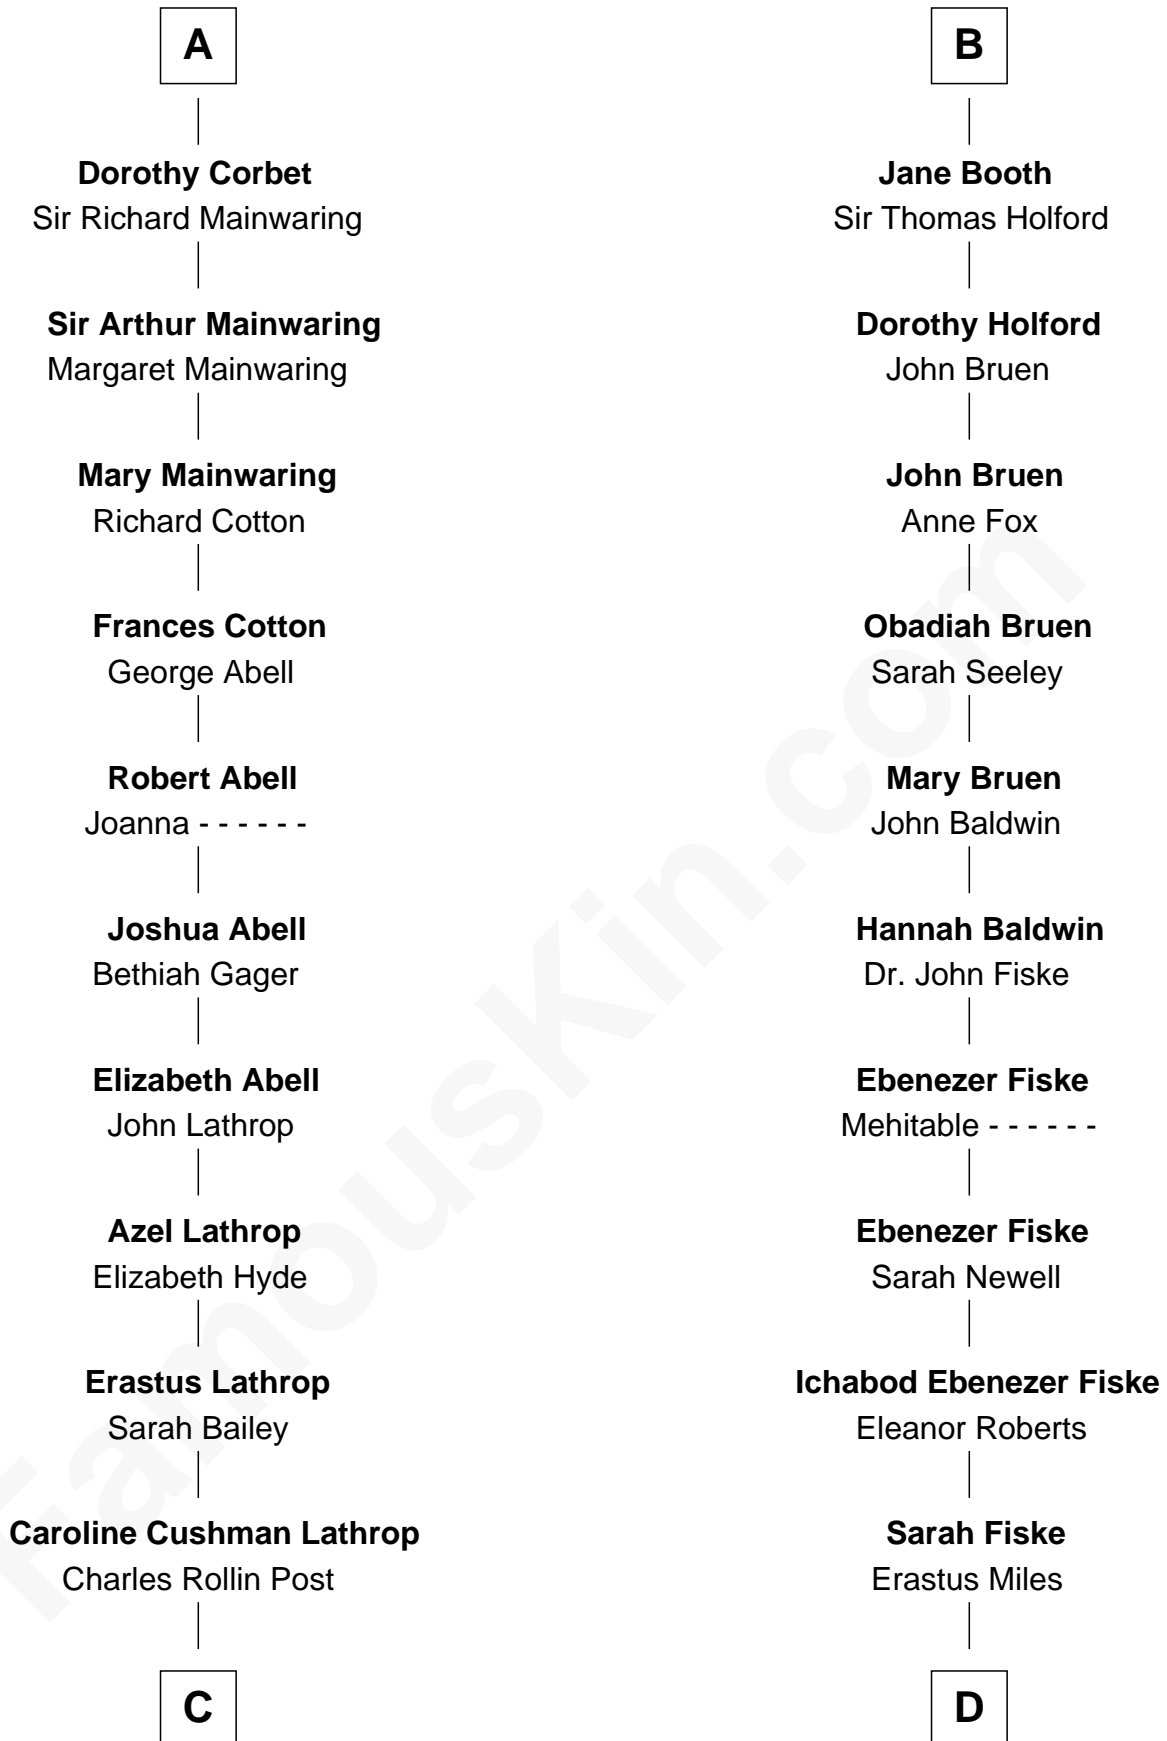 A
Dorothy Corbet
Sir Richard Mainwaring
Sir Arthur Mainwaring
Margaret Mainwaring
Mary Mainwaring
Richard Cotton
Frances Cotton
George Abell
Robert Abell
Joanna - - - - - -
Joshua Abell
Bethiah Gager
Elizabeth Abell
John Lathrop
Azel Lathrop
Elizabeth Hyde
Erastus Lathrop
Sarah Bailey
Caroline Cushman Lathrop
Charles Rollin Post
C
B
Jane Booth
Sir Thomas Holford
Dorothy Holford
John Bruen
John Bruen
Anne Fox
Obadiah Bruen
Sarah Seeley
Mary Bruen
John Baldwin
Hannah Baldwin
Dr. John Fiske
Ebenezer Fiske
Mehitable - - - - - -
Ebenezer Fiske
Sarah Newell
Ichabod Ebenezer Fiske
Eleanor Roberts
Sarah Fiske
Erastus Miles
D
FamousKin.com